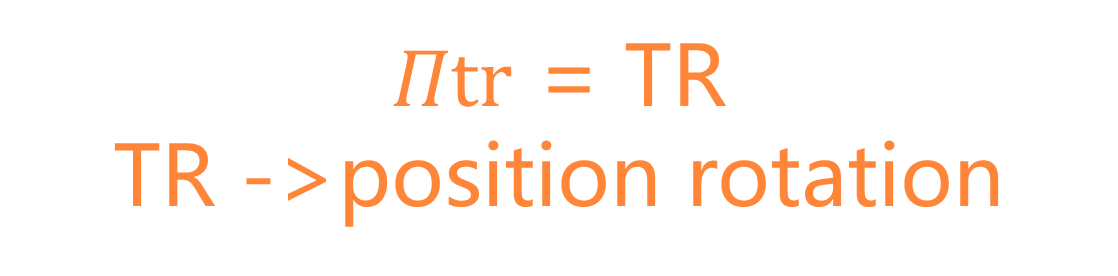 𝛱tr = TR
TR ->position rotation